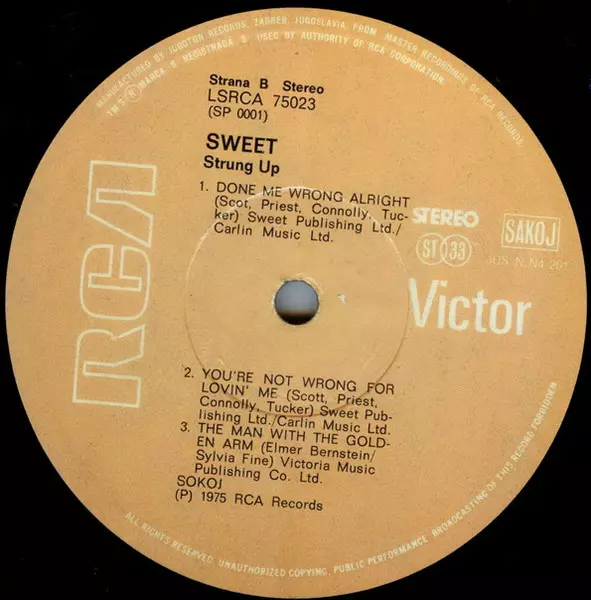 MANUFACTURED BY JUGOTON RECORDS, ZAGREB, JUGOSLAVIA, FROM MASTER RECORDINGS OF RCA RECORDS.
TM-S ® MARCA-S REGISTRADA-S USED BY AUTHORITY OF RCA CORPORATION.
Strana B Stereo
LSRCA 75023
(SP 0001)
SWEET
Strung Up
1. DONE ME WRONG ALRIGHT
(Scot, Priest, Connolly, Tuc-
ker) Sweet Publishing Ltd./
Carlin Music Ltd.
STEREO
ST 33
SAKOJ
JUS N.N4 201
RCA
Victor
2. YOU'RE NOT WRONG FOR
LOVIN' ME (Scott, Priest,
Connolly, Tucker) Sweet Pub-
lishing Ltd./Carlin Music Ltd.
3. THE MAN WITH THE GOLD-
EN ARM (Elmer Bernstein/
Sylvia Fine) Victoria Music
Publishing Co. Ltd.
SOKOJ
(P) 1975 RCA Records
ALL RIGHTS RESERVED. UNAUTHORIZED COPYING, PUBLIC PERFORMANCE, BROADCASTING OF THIS RECORD FORBIDDEN